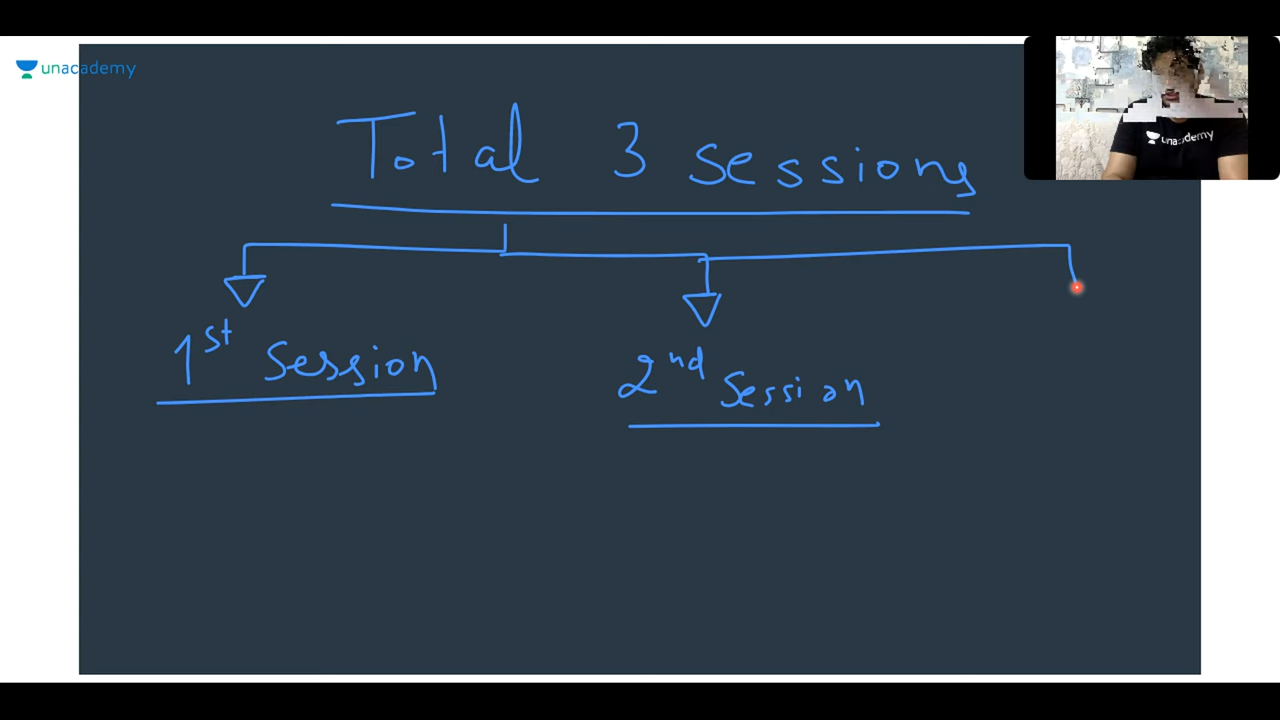 unacademy
Total 3 sessions
1st Session
2nd Session
unacademy